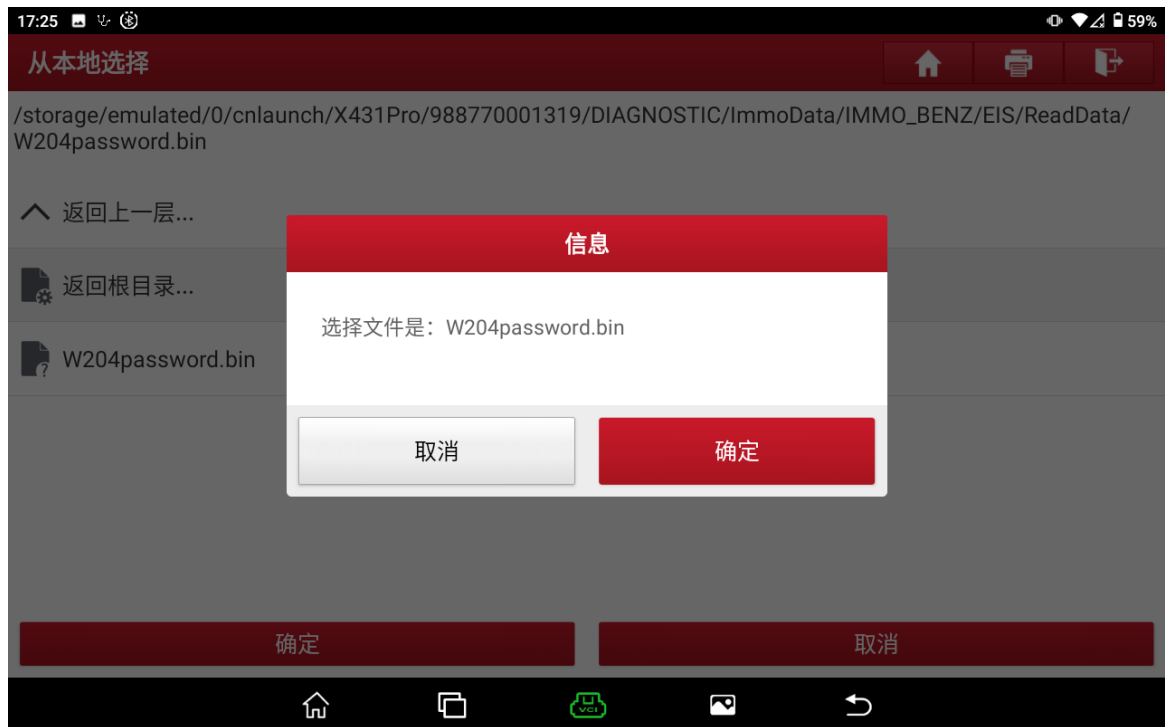 17:25
59%
从本地选择
/storage/emulated/0/cnlaunch/X431Pro/988770001319/DIAGNOSTIC/ImmoData/IMMO_BENZ/EIS/ReadData/
W204password.bin
返回上一层...
信息
返回根目录...
选择文件是：W204password.bin
W204password.bin
取消
确定
确定
取消
VCI